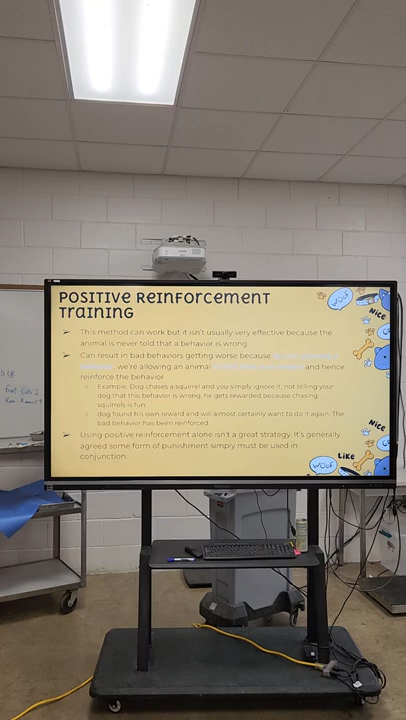 POSITIVE REINFORCEMENT
TRAINING
This method can work but it isn't usually very effective because the
animal is never told that a behavior is wrong
Can result in bad behaviors getting worse because
, we're allowing an animal and hence
reinforce the behavior
Example: Dog chases a squirrel and you simply ignore it, not telling your
dog that this behavior is wrong, he gets rewarded because chasing
squirrels is fun.
dog found his own reward and will almost certainly want to do it again. The
bad behavior has been reinforced.
Using positive reinforcement alone isn't a great strategy. It's generally
agreed some form of punishment simply must be used in
conjunction.
WOOF
Nice
Nice
Like
WOOF